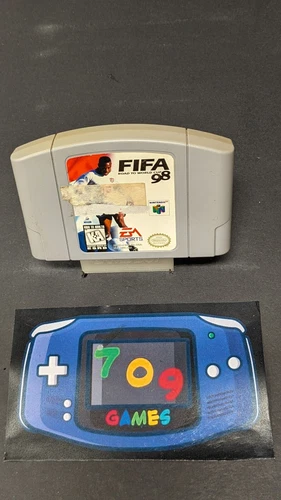 FIFA
ROAD TO WORLD CUP
98
K-A
EA
SPORTS
709
GAMES